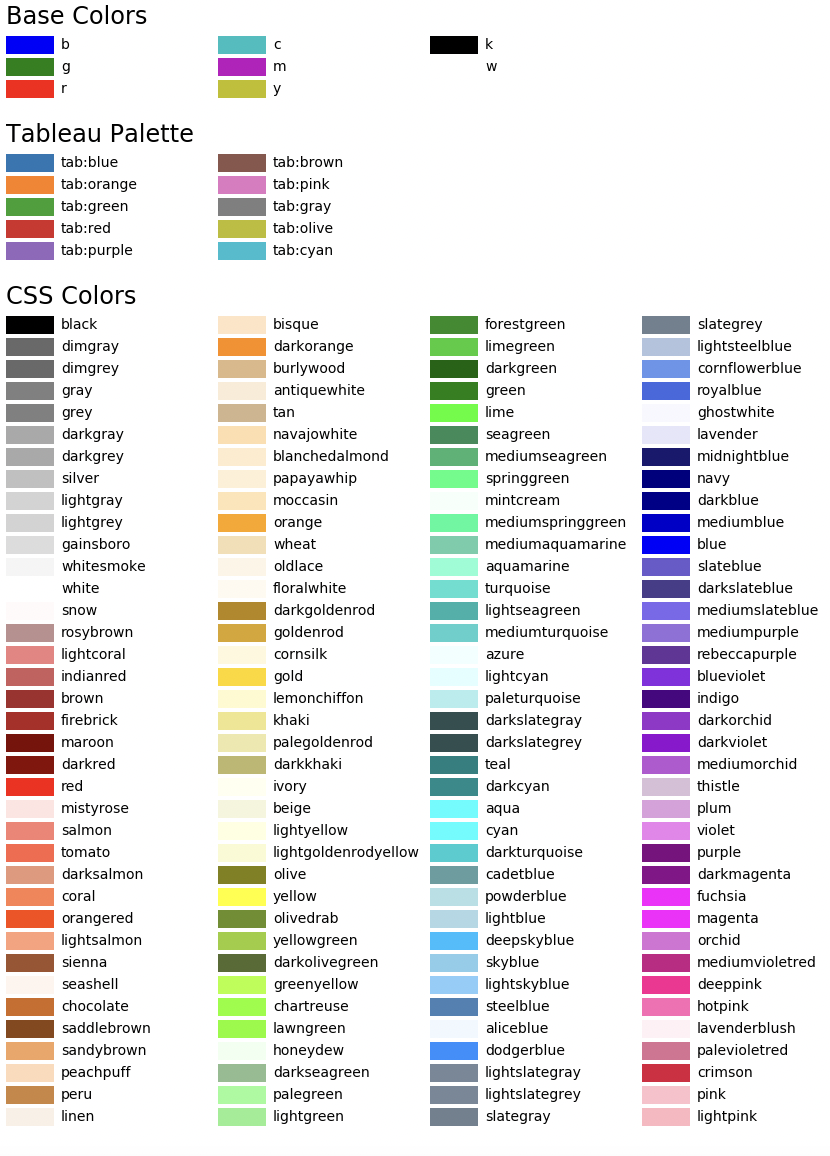 Base Colors
b
g
r
c
m
y
k
w
Tableau Palette
tab:blue
tab:orange
tab:green
tab:red
tab:purple
tab:brown
tab:pink
tab:gray
tab:olive
tab:cyan
CSS Colors
black
dimgray
dimgrey
gray
grey
darkgray
darkgrey
silver
lightgray
lightgrey
gainsboro
whitesmoke
white
snow
rosybrown
lightcoral
indianred
brown
firebrick
maroon
darkred
red
mistyrose
salmon
tomato
darksalmon
coral
orangered
lightsalmon
sienna
seashell
chocolate
saddlebrown
sandybrown
peachpuff
peru
linen
bisque
darkorange
burlywood
antiquewhite
tan
navajowhite
blanchedalmond
papayawhip
moccasin
orange
wheat
oldlace
floralwhite
darkgoldenrod
goldenrod
cornsilk
gold
lemonchiffon
khaki
palegoldenrod
darkkhaki
ivory
beige
lightyellow
lightgoldenrodyellow
olive
yellow
olivedrab
yellowgreen
darkolivegreen
greenyellow
chartreuse
lawngreen
honeydew
darkseagreen
palegreen
lightgreen
forestgreen
limegreen
darkgreen
green
lime
seagreen
mediumseagreen
springgreen
mintcream
mediumspringgreen
mediumaquamarine
aquamarine
turquoise
lightseagreen
mediumturquoise
azure
lightcyan
paleturquoise
darkslategray
darkslategrey
teal
darkcyan
aqua
cyan
darkturquoise
cadetblue
powderblue
lightblue
deepskyblue
skyblue
lightskyblue
steelblue
aliceblue
dodgerblue
lightslategray
lightslategrey
slategray
slategrey
lightsteelblue
cornflowerblue
royalblue
ghostwhite
lavender
midnightblue
navy
darkblue
mediumblue
blue
slateblue
darkslateblue
mediumslateblue
mediumpurple
rebeccapurple
blueviolet
indigo
darkorchid
darkviolet
mediumorchid
thistle
plum
violet
purple
darkmagenta
fuchsia
magenta
orchid
mediumvioletred
deeppink
hotpink
lavenderblush
palevioletred
crimson
pink
lightpink